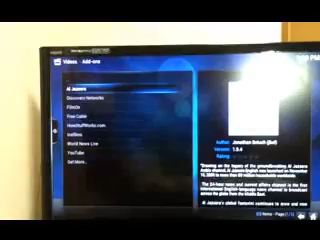 Videos - Add-ons
Al Jazeera
Discovery Networks
FilmOn
Free Cable
HowStuffWorks.com
Icefilms
World News Live
YouTube
Get More...
Author: Jonathan Beluch (jbel)
Version: 1.0.4
Rating:
"Drawing on the legacy of the groundbreaking Al Jazeera
Arabic channel, Al Jazeera English was launched on November
15, 2006 to more than 80 million households worldwide.
The 24-hour news and current affairs channel is the first
international English-language news channel to broadcast
across the globe from the Middle East.
Al Jazeera's global footprint continues to grow and now
Items - Page